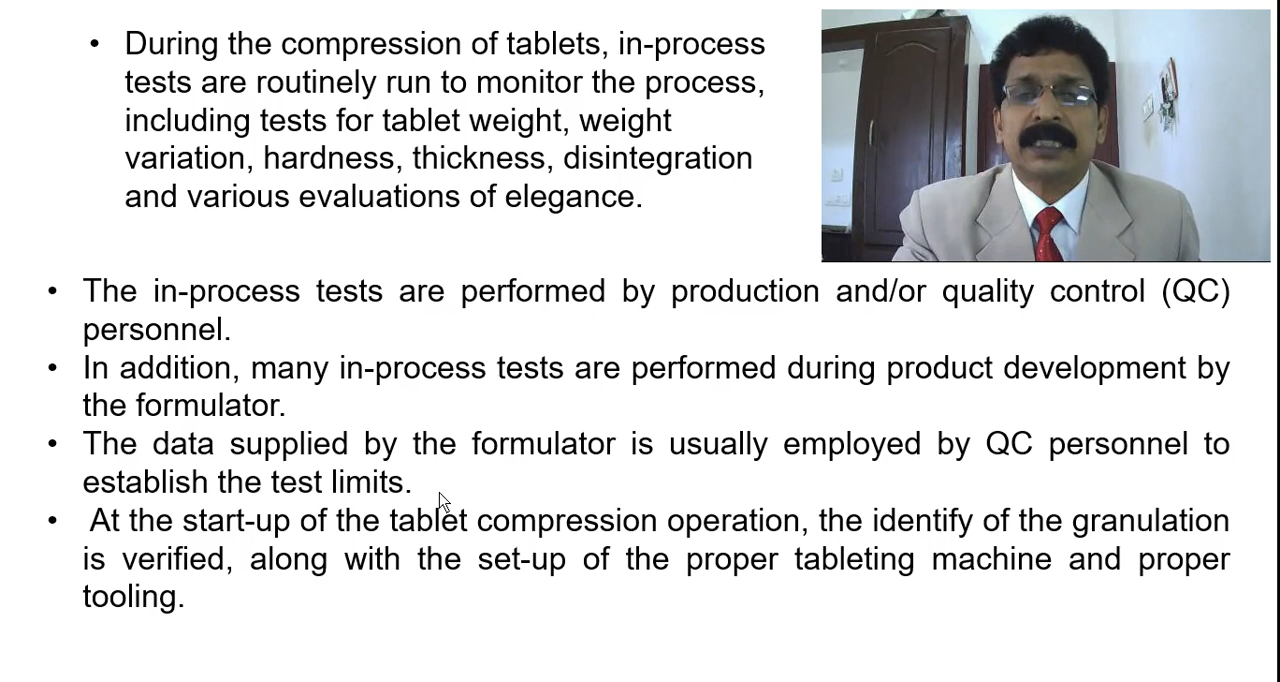 • During the compression of tablets, in-process
tests are routinely run to monitor the process,
including tests for tablet weight, weight
variation, hardness, thickness, disintegration
and various evaluations of elegance.
• The in-process tests are performed by production and/or quality control (QC)
personnel.
• In addition, many in-process tests are performed during product development by
the formulator.
• The data supplied by the formulator is usually employed by QC personnel to
establish the test limits.
• At the start-up of the tablet compression operation, the identify of the granulation
is verified, along with the set-up of the proper tableting machine and proper
tooling.